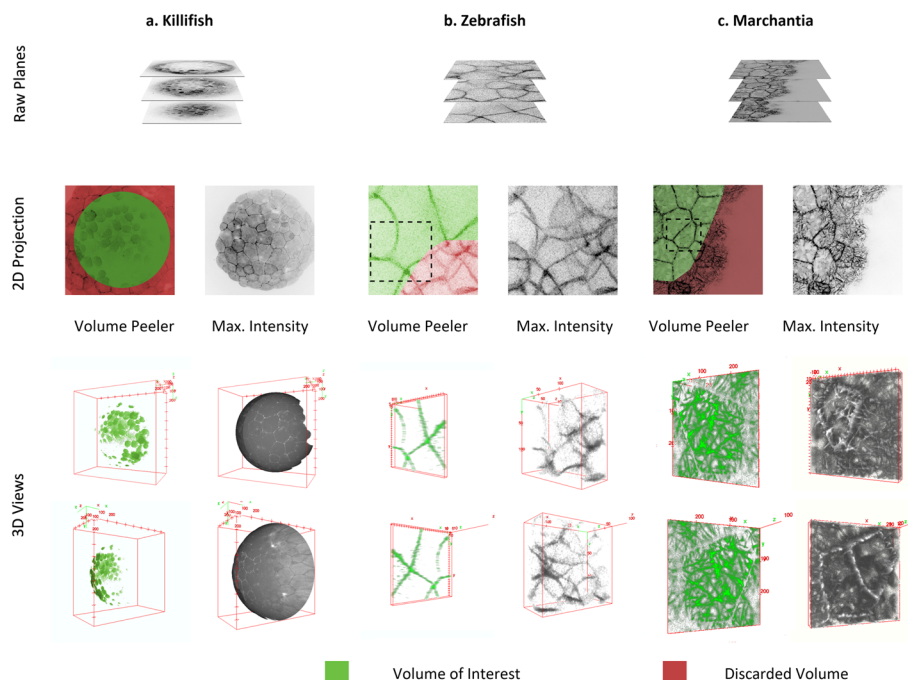 a. Killifish
b. Zebrafish
c. Marchantia
Raw Planes
2D Projection
Volume Peeler
Max. Intensity
Volume Peeler
Max. Intensity
Volume Peeler
Max. Intensity
3D Views
Volume of Interest
Discarded Volume